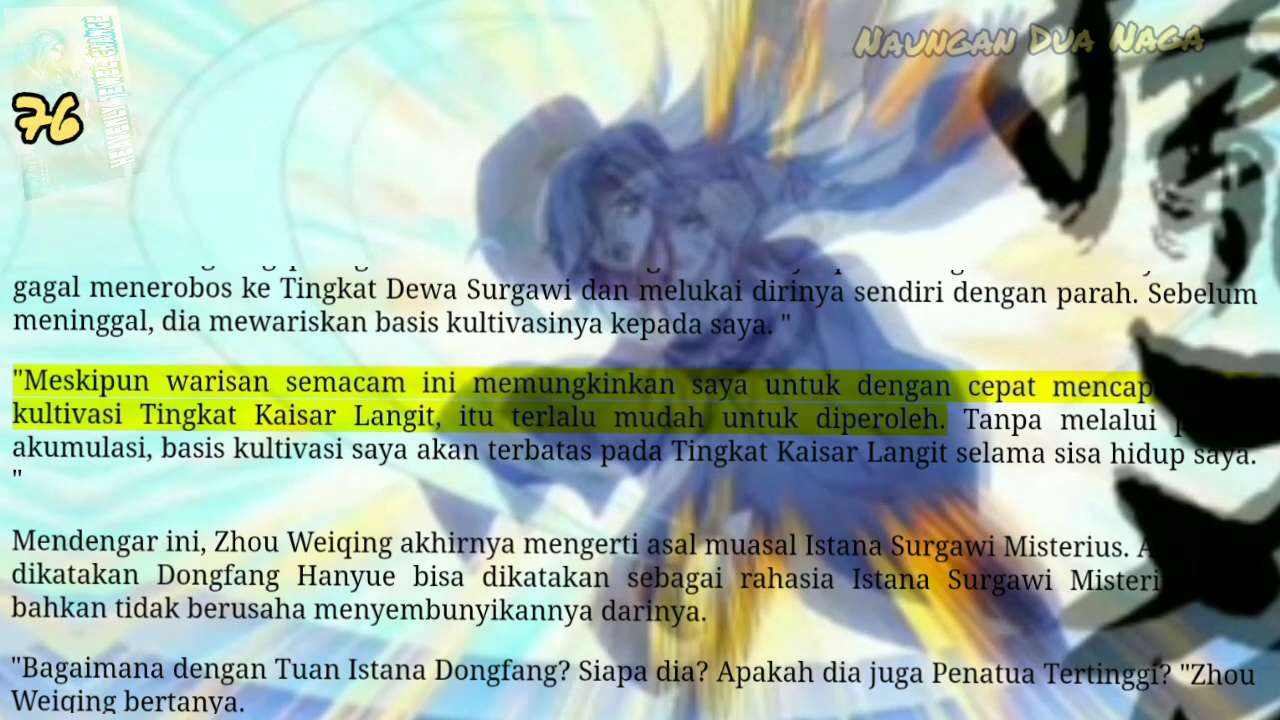 Naungan Dua Naga
HEAVENLY JEWEL
76
gagal menerobos ke Tingkat Dewa Surgawi dan melukai dirinya sendiri dengan parah. Sebelum
meninggal, dia mewariskan basis kultivasinya kepada saya. "
"Meskipun warisan semacam ini memungkinkan saya untuk dengan cepat
kultivasi Tingkat Kaisar Langit, itu terlalu mudah untuk diperoleh. Tanpa melalui
akumulasi, basis kultivasi saya akan terbatas pada Tingkat Kaisar Langit selama sisa hidup saya.
"
Mendengar ini, Zhou Weiqing akhirnya mengerti asal muasal Istana Surgawi Misterius.
dikatakan Dongfang Hanyue bisa dikatakan sebagai rahasia Istana Surgawi
bahkan tidak berusaha menyembunyikannya darinya.
"Bagaimana dengan Tuan Istana Dongfang? Siapa dia? Apakah dia juga Penatua Tertinggi? "Zhou
Weiqing bertanya.